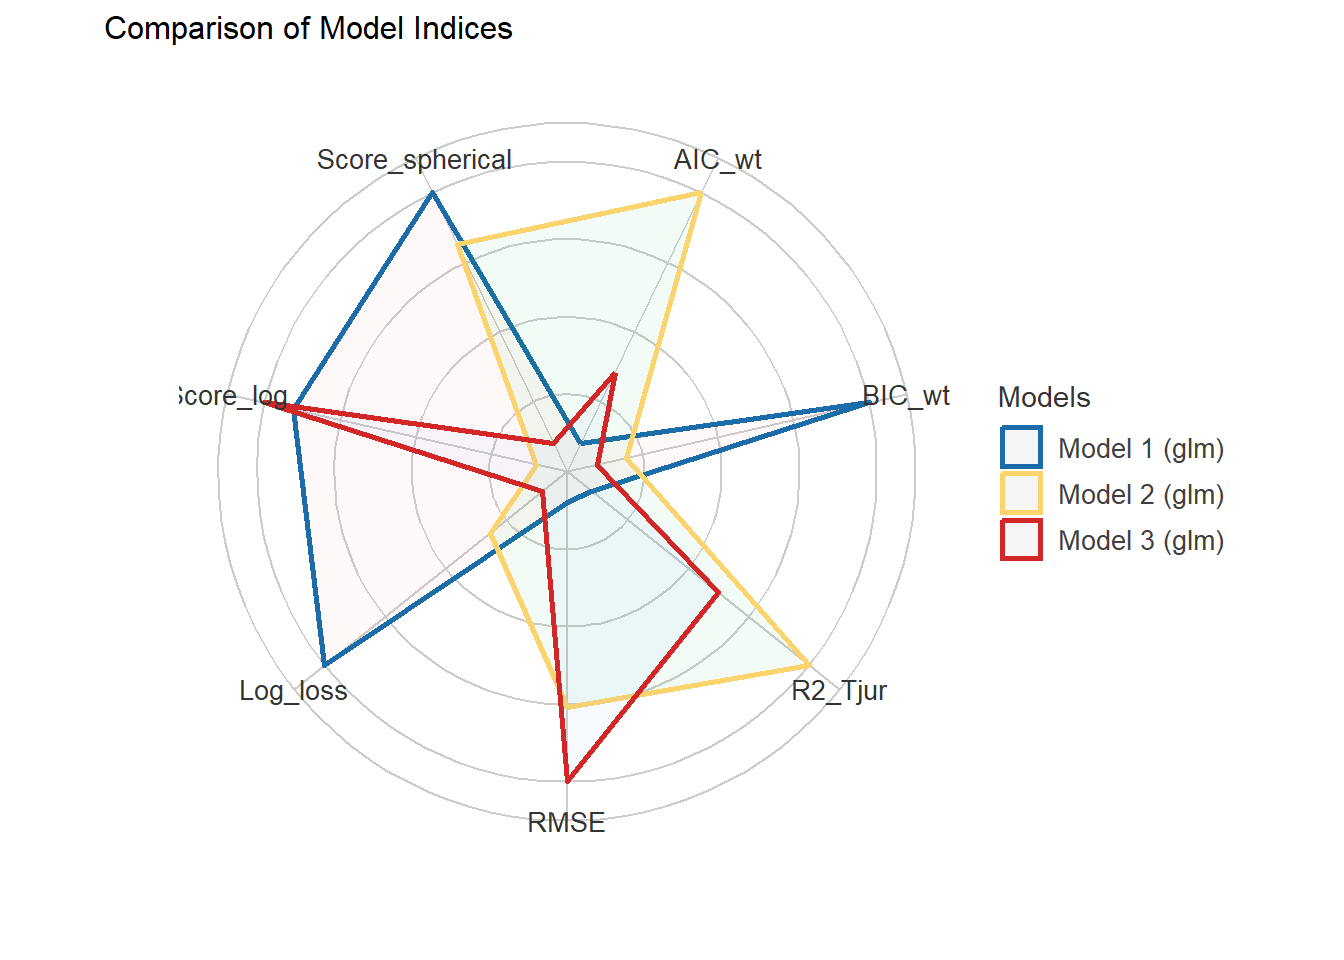 Comparison of Model Indices
Score_spherical
AIC_wt
Score_log
BIC_wt
Models
Model 1 (glm)
Model 2 (glm)
Model 3 (glm)
Log_loss
R2_Tjur
RMSE